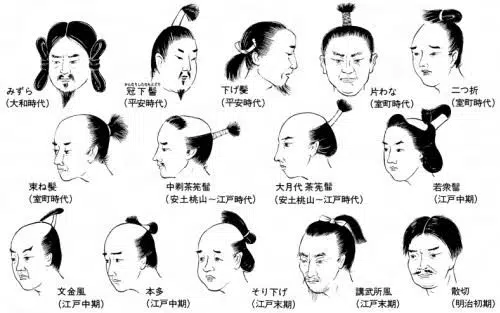 みずら
(大和時代)
かんむりしたのもとどり
冠下髻
(平安時代)
下げ髪
(平安時代)
片わな
(室町時代)
二つ折
(室町時代)
束ね髪
(室町時代)
中剃茶筅髷
(安土桃山〜江戸時代)
大月代 茶筅髷
(安土桃山〜江戸時代)
若衆髷
(江戸中期)
文金風
(江戸中期)
本多
(江戸中期)
そり下げ
(江戸末期)
講武所風
(江戸末期)
散切
(明治初期)